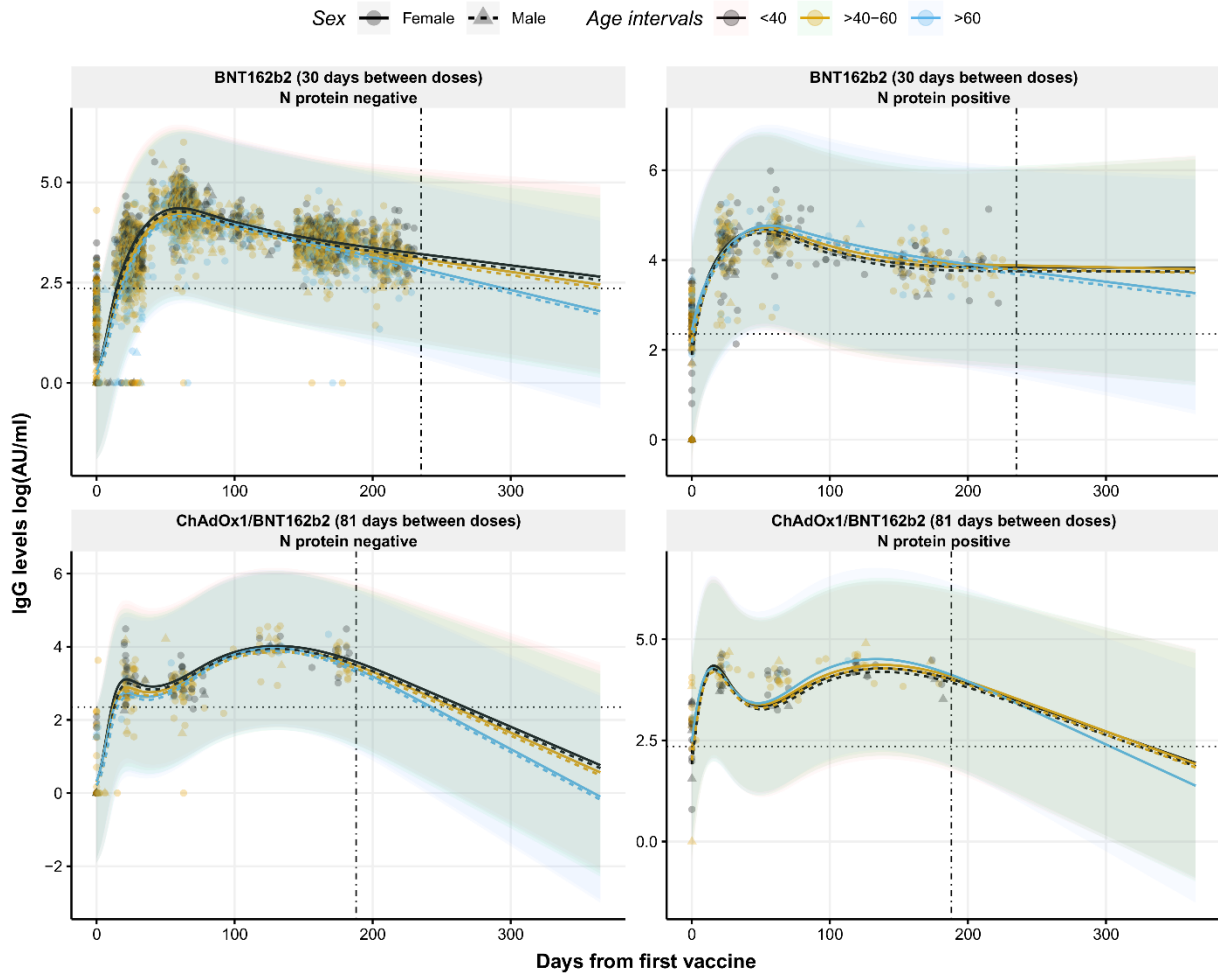 Sex Female Male Age intervals <40 >40−60 >60
BNT162b2 (30 days between doses)
N protein negative
BNT162b2 (30 days between doses)
N protein positive
5.0
2.5
0.0
6
4
2
0
0 100 200 300
0 100 200 300
ChAdOx1/BNT162b2 (81 days between doses)
N protein negative
ChAdOx1/BNT162b2 (81 days between doses)
N protein positive
6
4
2
0
−2
5.0
2.5
0.0
0 100 200 300
0 100 200 300
IgG levels log(AU/ml)
Days from first vaccine